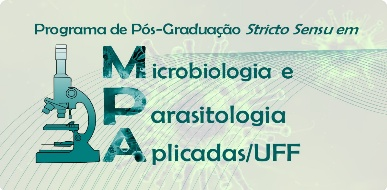 Programa de Pós-Graduação Stricto Sensu em
Microbiologia e
Parasitologia
Aplicadas/UFF